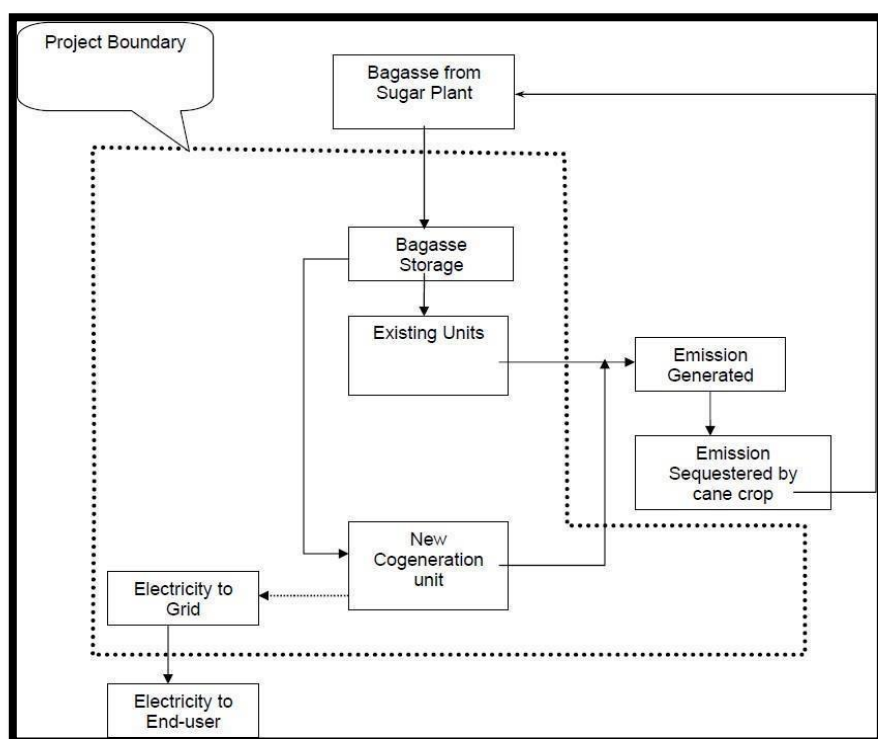 Project Boundary
Bagasse from
Sugar Plant
Bagasse
Storage
Existing Units
Emission
Generated
Emission
Sequestered by
cane crop
New
Cogeneration
unit
Electricity to
Grid
Electricity to
End-user